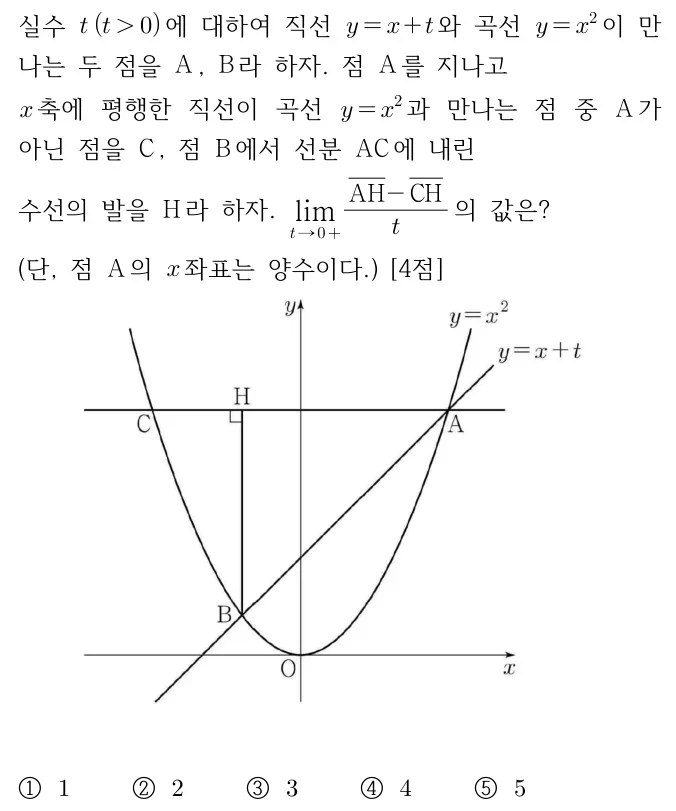 실수 t(t>0)에 대하여 직선 y=x+t와 곡선 y=x²이 만
나는 두 점을 A, B라 하자. 점 A를 지나고
x축에 평행한 직선이 곡선 y=x²과 만나는 점 중 A가
아닌 점을 C, 점 B에서 선분 AC에 내린
수선의 발을 H라 하자. lim_{t→0+} (\overline{AH}-\overline{CH})/t 의 값은?
(단, 점 A의 x좌표는 양수이다.) [4점]
y
y=x²
y=x+t
H
C
A
B
O
x
① 1 ② 2 ③ 3 ④ 4 ⑤ 5